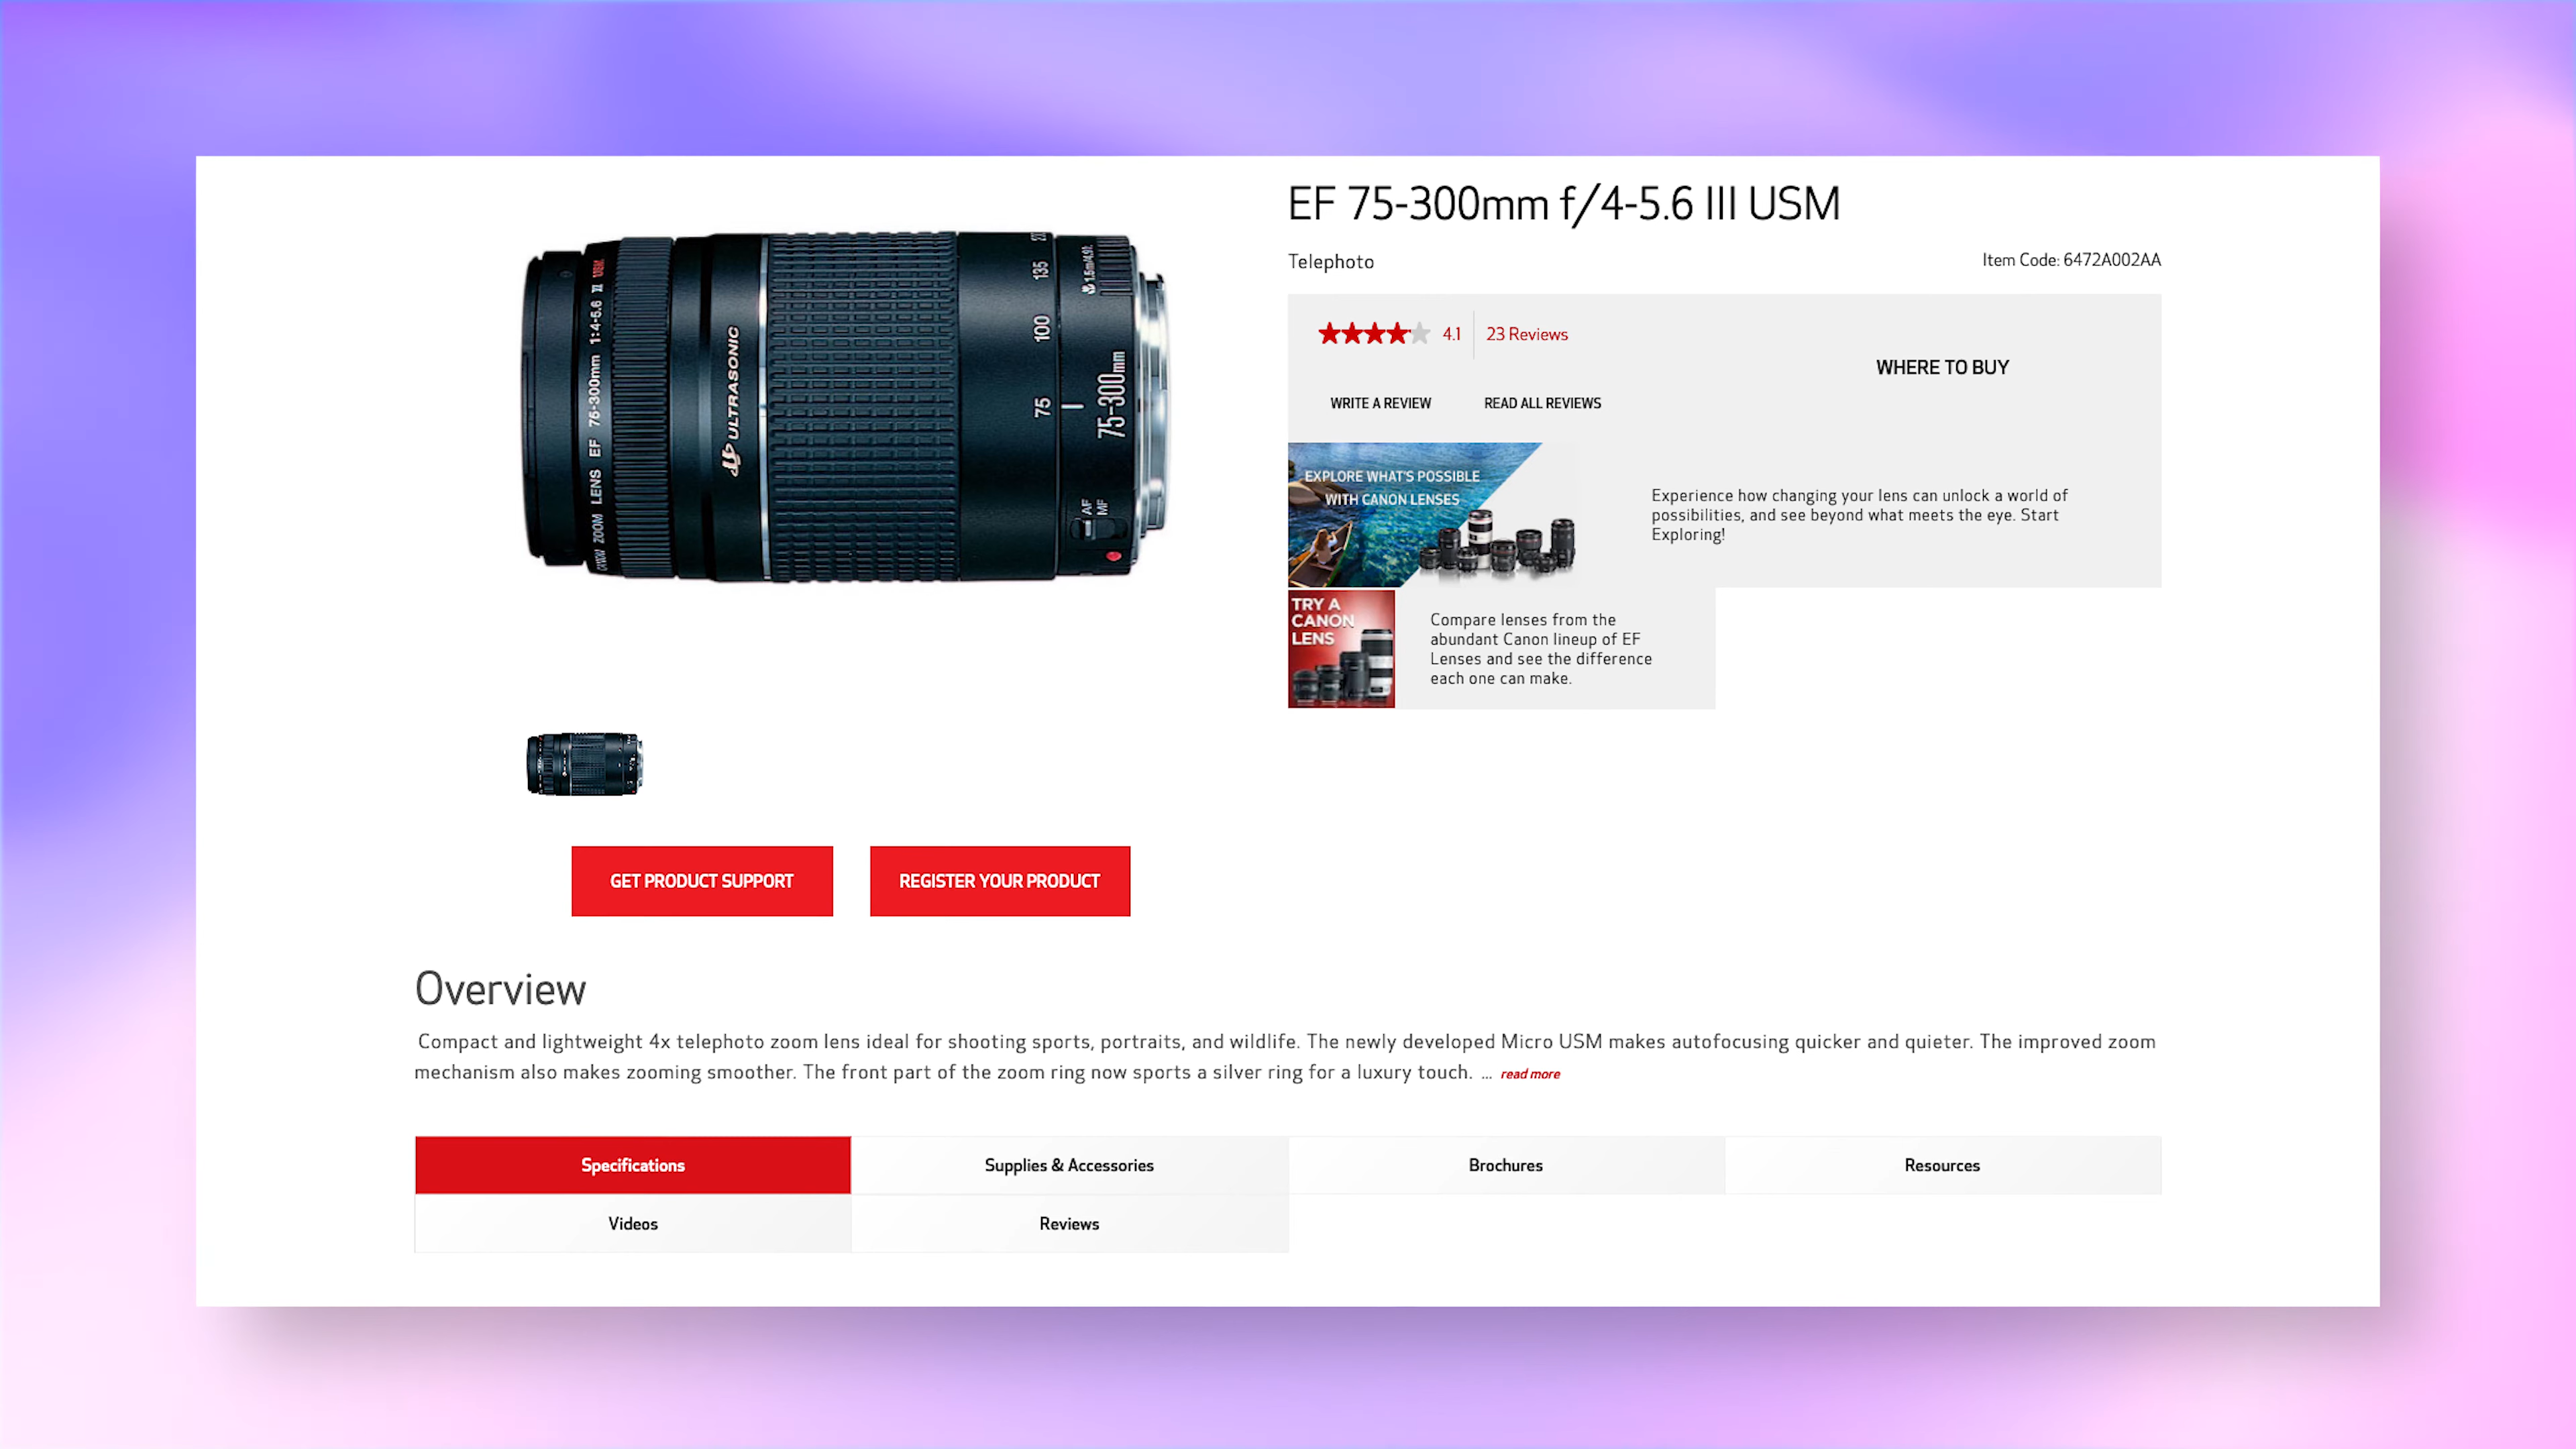 EF 75-300mm f/4-5.6 III USM
Telephoto
Item Code: 6472A002AA
4.1
23 Reviews
WHERE TO BUY
WRITE A REVIEW
READ ALL REVIEWS
CANON ZOOM LENS EF 75-300mm 1:4-5.6 III USM
ULTRASONIC
75
100
135
75-300mm
1.5m/4.9ft
AF
MF
EXPLORE WHAT'S POSSIBLE
WITH CANON LENSES
Experience how changing your lens can unlock a world of
possibilities, and see beyond what meets the eye. Start
Exploring!
TRY A
CANON
LENS
Compare lenses from the
abundant Canon lineup of EF
Lenses and see the difference
each one can make.
GET PRODUCT SUPPORT
REGISTER YOUR PRODUCT
Overview
Compact and lightweight 4x telephoto zoom lens ideal for shooting sports, portraits, and wildlife. The newly developed Micro USM makes autofocusing quicker and quieter. The improved zoom
mechanism also makes zooming smoother. The front part of the zoom ring now sports a silver ring for a luxury touch. ... read more
Specifications
Supplies & Accessories
Brochures
Resources
Videos
Reviews